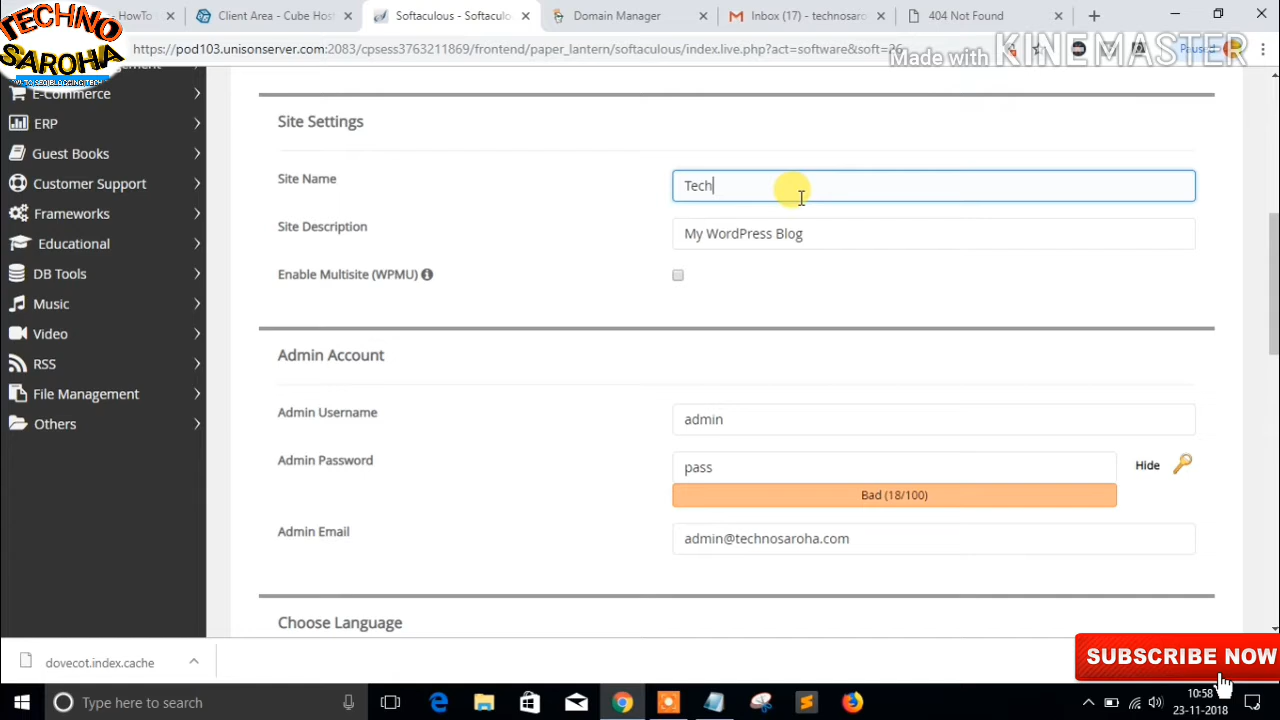 - HowTo
Client Area - Cube Hos
Softaculous - Softaculo
Domain Manager
Inbox (17) - technosaro
404 Not Found
TECHNO
SAROHA
https://pod103.unisonserver.com:2083/cpsess3763211869/frontend/paper_lantern/softaculous/index.live.php?act=software&soft=26
Paused
Made with KINEMASTER
E-Commerce
ERP
Guest Books
Customer Support
Frameworks
Educational
DB Tools
Music
Video
RSS
File Management
Others
Site Settings
Site Name
Tech
Site Description
My WordPress Blog
Enable Multisite (WPMU)
Admin Account
Admin Username
admin
Admin Password
pass
Hide
Bad (18/100)
Admin Email
admin@technosaroha.com
Choose Language
dovecot.index.cache
SUBSCRIBE NOW
Type here to search
10:58
23-11-2018